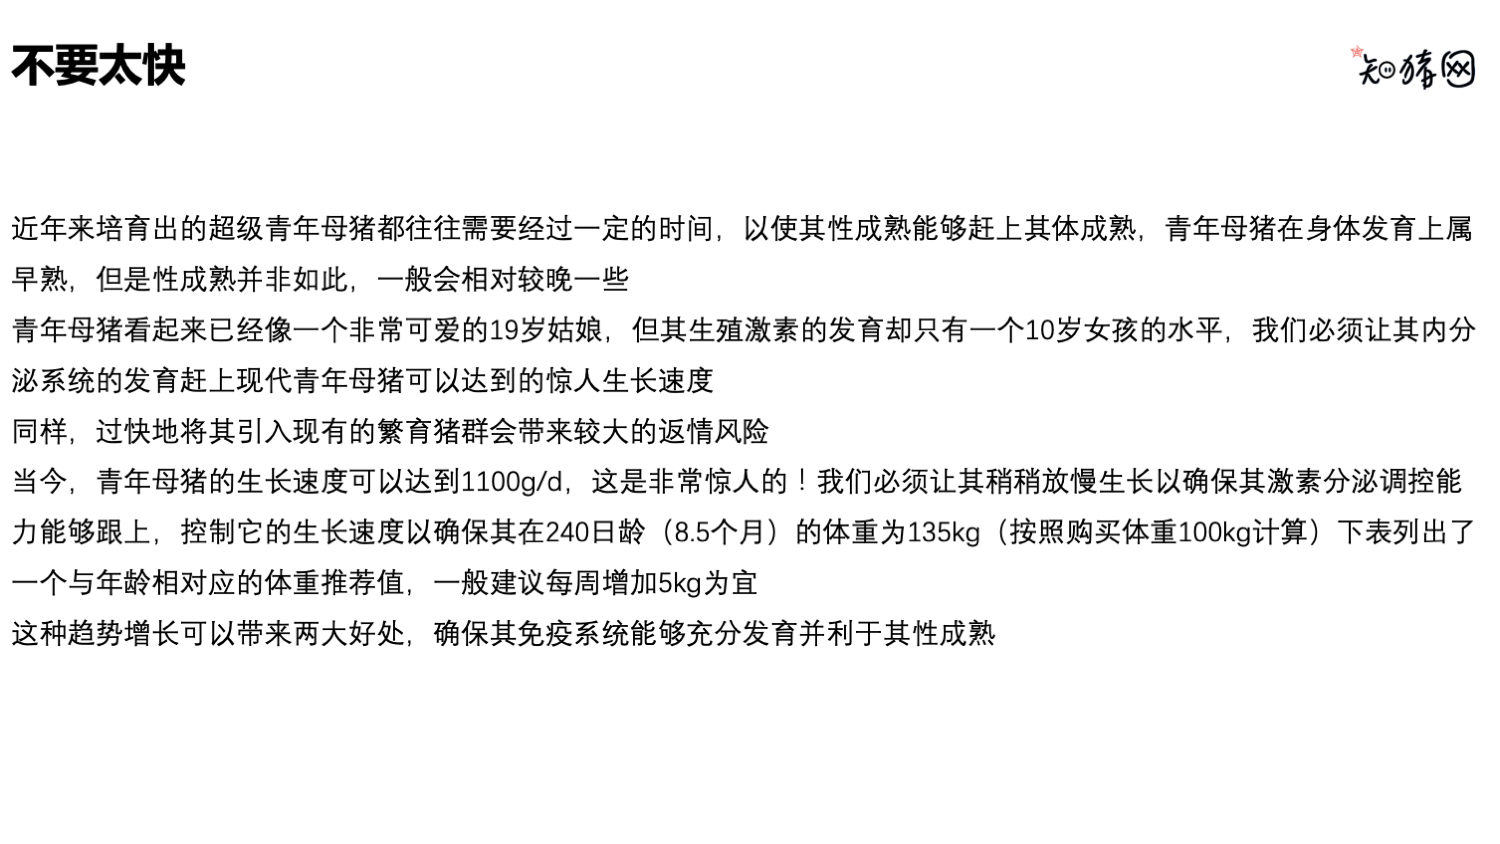 不要太快
知猪网
近年来培育出的超级青年母猪都往往需要经过一定的时间，以使其性成熟能够赶上其体成熟，青年母猪在身体发育上属
早熟，但是性成熟并非如此，一般会相对较晚一些
青年母猪看起来已经像一个非常可爱的19岁姑娘，但其生殖激素的发育却只有一个10岁女孩的水平，我们必须让其内分
泌系统的发育赶上现代青年母猪可以达到的惊人生长速度
同样，过快地将其引入现有的繁育猪群会带来较大的返情风险
当今，青年母猪的生长速度可以达到1100g/d，这是非常惊人的！我们必须让其稍稍放慢生长以确保其激素分泌调控能
力能够跟上，控制它的生长速度以确保其在240日龄（8.5个月）的体重为135kg（按照购买体重100kg计算）下表列出了
一个与年龄相对应的体重推荐值，一般建议每周增加5kg为宜
这种趋势增长可以带来两大好处，确保其免疫系统能够充分发育并利于其性成熟